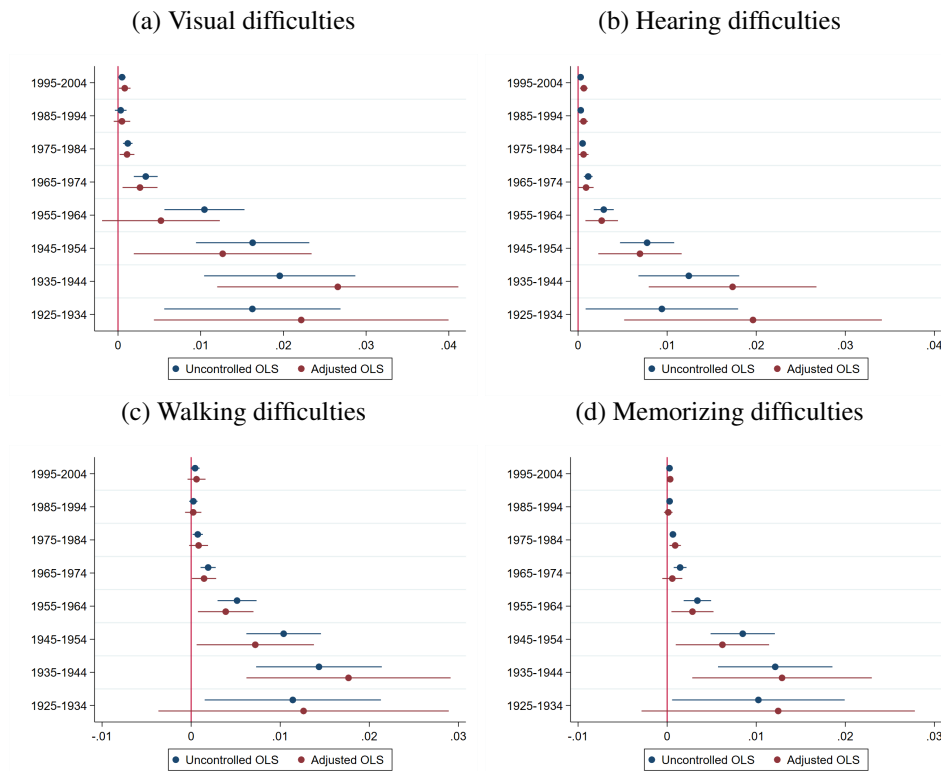 (a) Visual difficulties
1995-2004
1985-1994
1975-1984
1965-1974
1955-1964
1945-1954
1935-1944
1925-1934
0 .01 .02 .03 .04
Uncontrolled OLS Adjusted OLS
(b) Hearing difficulties
1995-2004
1985-1994
1975-1984
1965-1974
1955-1964
1945-1954
1935-1944
1925-1934
0 .01 .02 .03 .04
Uncontrolled OLS Adjusted OLS
(c) Walking difficulties
1995-2004
1985-1994
1975-1984
1965-1974
1955-1964
1945-1954
1935-1944
1925-1934
-.01 0 .01 .02 .03
Uncontrolled OLS Adjusted OLS
(d) Memorizing difficulties
1995-2004
1985-1994
1975-1984
1965-1974
1955-1964
1945-1954
1935-1944
1925-1934
-.01 0 .01 .02 .03
Uncontrolled OLS Adjusted OLS